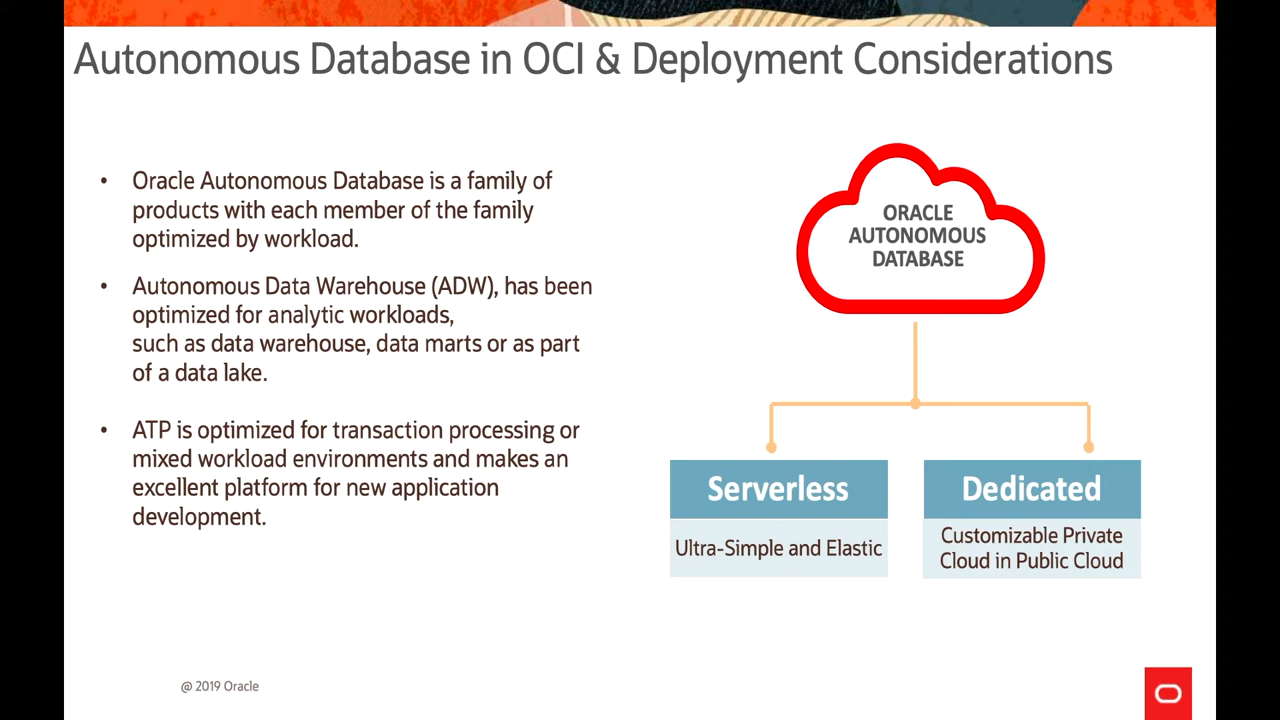 Autonomous Database in OCI & Deployment Considerations
• Oracle Autonomous Database is a family of
products with each member of the family
optimized by workload.
• Autonomous Data Warehouse (ADW), has been
optimized for analytic workloads,
such as data warehouse, data marts or as part
of a data lake.
• ATP is optimized for transaction processing or
mixed workload environments and makes an
excellent platform for new application
development.
ORACLE
AUTONOMOUS
DATABASE
Serverless
Ultra-Simple and Elastic
Dedicated
Customizable Private
Cloud in Public Cloud
@ 2019 Oracle